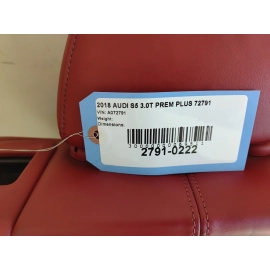 2018 AUDI S5 3.0T PREM PLUS 72791
VIN: A072791
Weight:
Dimensions:
2791-0222